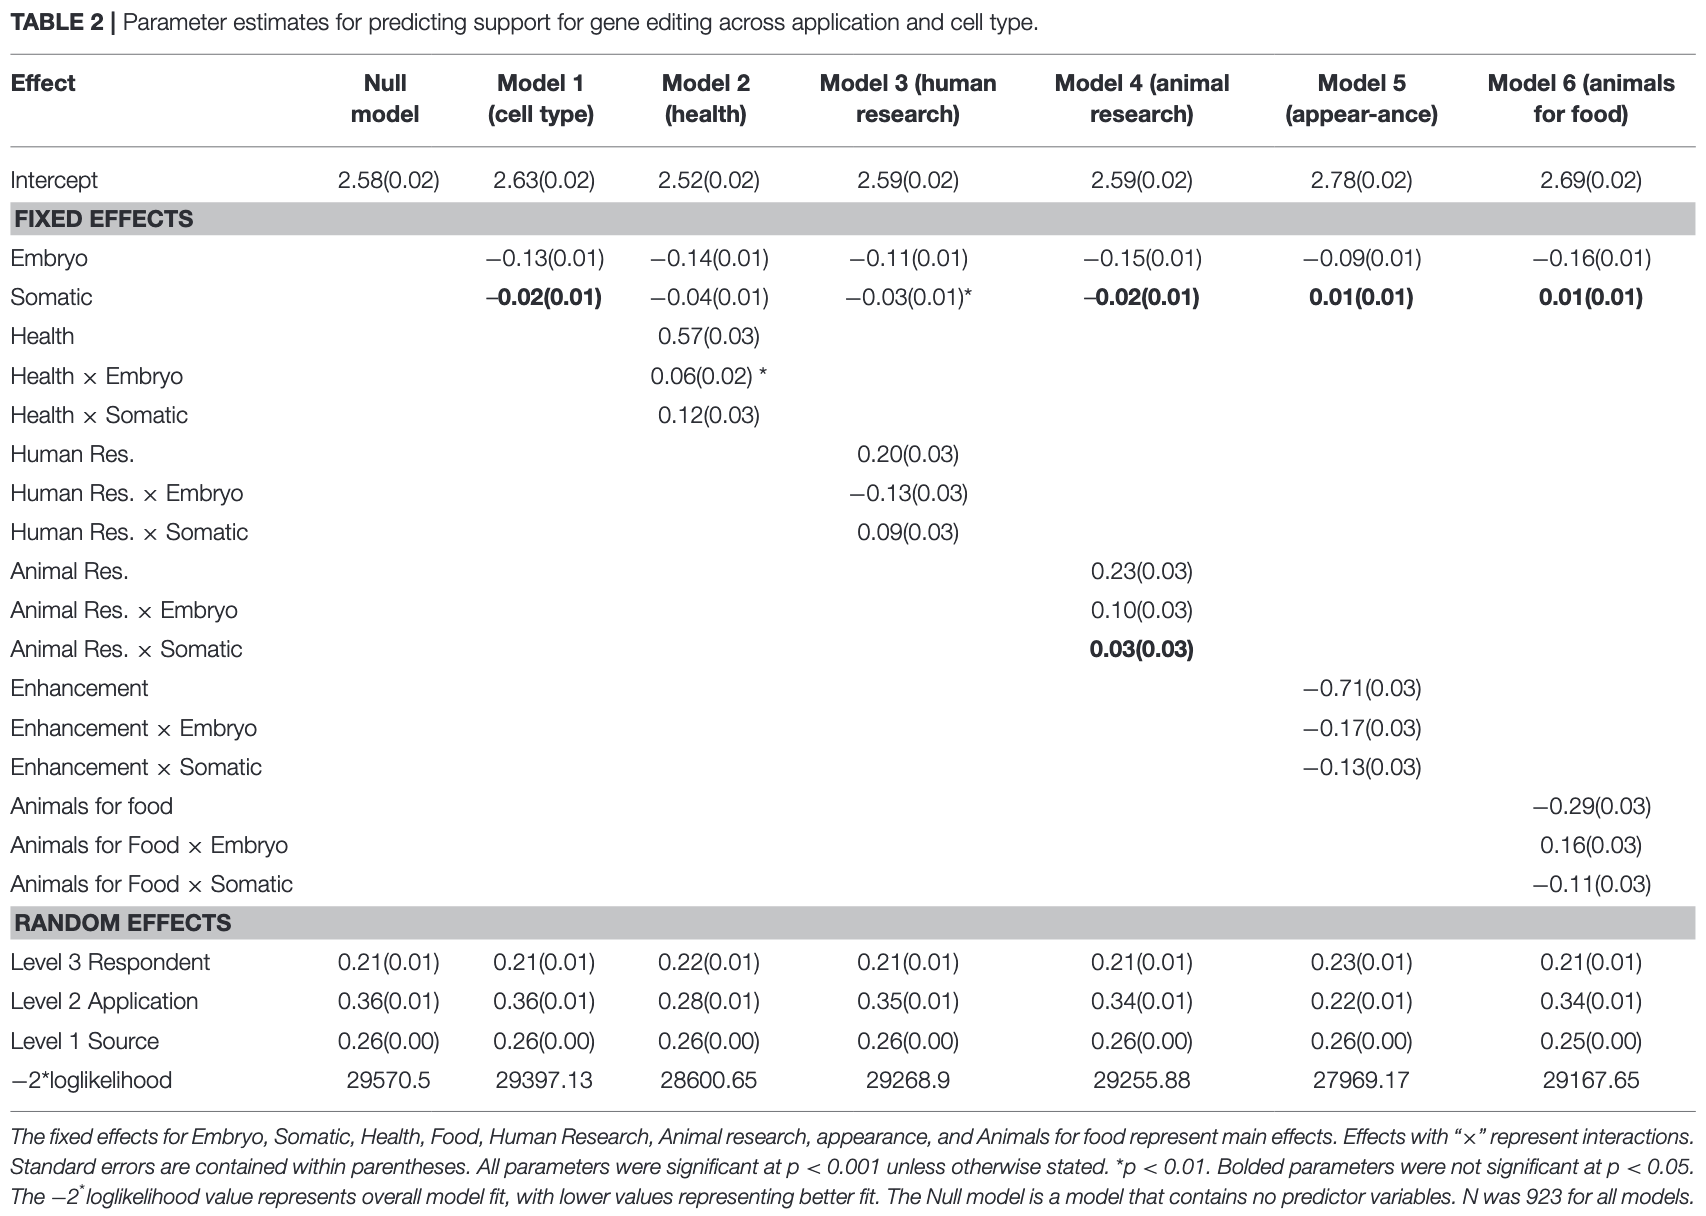 TABLE 2 | Parameter estimates for predicting support for gene editing across application and cell type.
Effect Null model Model 1 (cell type) Model 2 (health) Model 3 (human research) Model 4 (animal research) Model 5 (appear-ance) Model 6 (animals for food)
Intercept 2.58(0.02) 2.63(0.02) 2.52(0.02) 2.59(0.02) 2.59(0.02) 2.78(0.02) 2.69(0.02)
FIXED EFFECTS
Embryo −0.13(0.01) −0.14(0.01) −0.11(0.01) −0.15(0.01) −0.09(0.01) −0.16(0.01)
Somatic –0.02(0.01) −0.04(0.01) −0.03(0.01)* –0.02(0.01) 0.01(0.01) 0.01(0.01)
Health 0.57(0.03)
Health × Embryo 0.06(0.02) *
Health × Somatic 0.12(0.03)
Human Res. 0.20(0.03)
Human Res. × Embryo −0.13(0.03)
Human Res. × Somatic 0.09(0.03)
Animal Res. 0.23(0.03)
Animal Res. × Embryo 0.10(0.03)
Animal Res. × Somatic 0.03(0.03)
Enhancement −0.71(0.03)
Enhancement × Embryo −0.17(0.03)
Enhancement × Somatic −0.13(0.03)
Animals for food −0.29(0.03)
Animals for Food × Embryo 0.16(0.03)
Animals for Food × Somatic −0.11(0.03)
RANDOM EFFECTS
Level 3 Respondent 0.21(0.01) 0.21(0.01) 0.22(0.01) 0.21(0.01) 0.21(0.01) 0.23(0.01) 0.21(0.01)
Level 2 Application 0.36(0.01) 0.36(0.01) 0.28(0.01) 0.35(0.01) 0.34(0.01) 0.22(0.01) 0.34(0.01)
Level 1 Source 0.26(0.00) 0.26(0.00) 0.26(0.00) 0.26(0.00) 0.26(0.00) 0.26(0.00) 0.25(0.00)
−2*loglikelihood 29570.5 29397.13 28600.65 29268.9 29255.88 27969.17 29167.65
The fixed effects for Embryo, Somatic, Health, Food, Human Research, Animal research, appearance, and Animals for food represent main effects. Effects with “×” represent interactions.
Standard errors are contained within parentheses. All parameters were significant at p < 0.001 unless otherwise stated. *p < 0.01. Bolded parameters were not significant at p < 0.05.
The −2*loglikelihood value represents overall model fit, with lower values representing better fit. The Null model is a model that contains no predictor variables. N was 923 for all models.